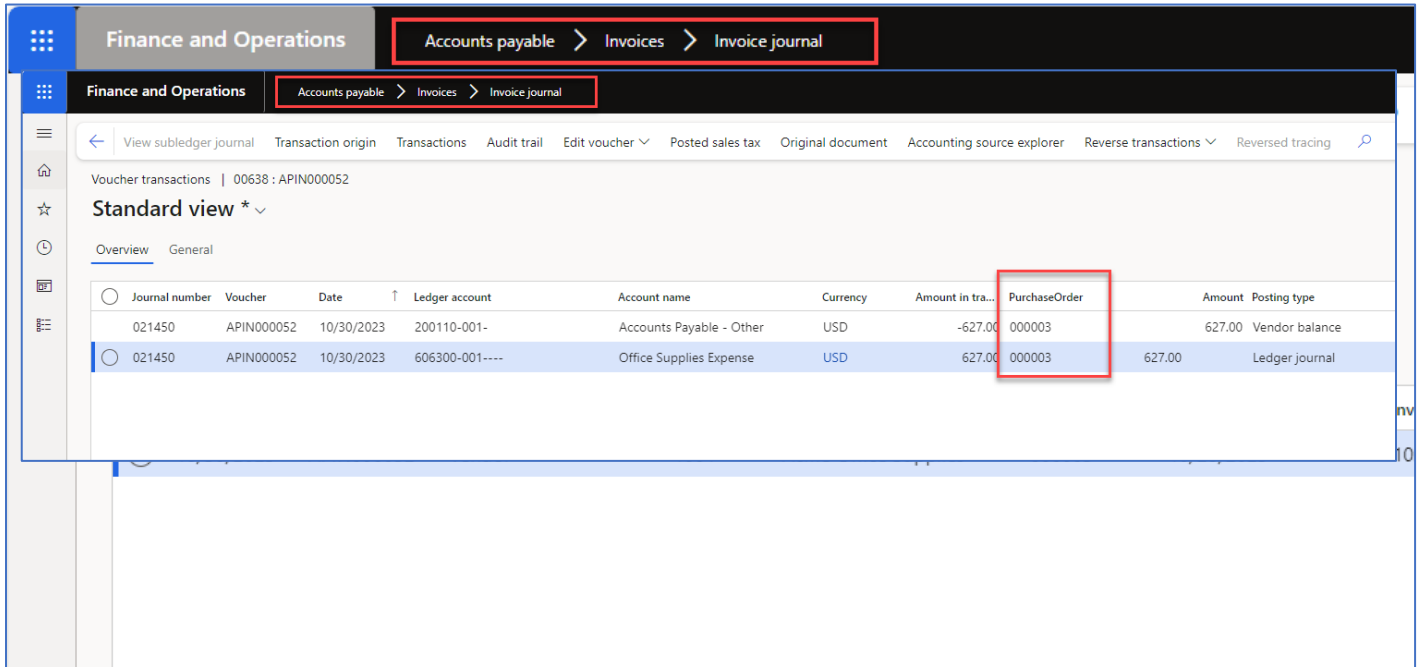 Finance and Operations Accounts payable Invoices Invoice journal
Finance and Operations Accounts payable Invoices Invoice journal
View subledger journal Transaction origin Transactions Audit trail Edit voucher Posted sales tax Original document Accounting source explorer Reverse transactions Reversed tracing
Voucher transactions | 00638 : APIN000052
Standard view *
Overview General
Journal number Voucher Date ↑ Ledger account Account name Currency Amount in tra... PurchaseOrder Amount Posting type
021450 APIN000052 10/30/2023 200110-001- Accounts Payable - Other USD -627.00 000003 627.00 Vendor balance
021450 APIN000052 10/30/2023 606300-001---- Office Supplies Expense USD 627.00 000003 627.00 Ledger journal
nv
10